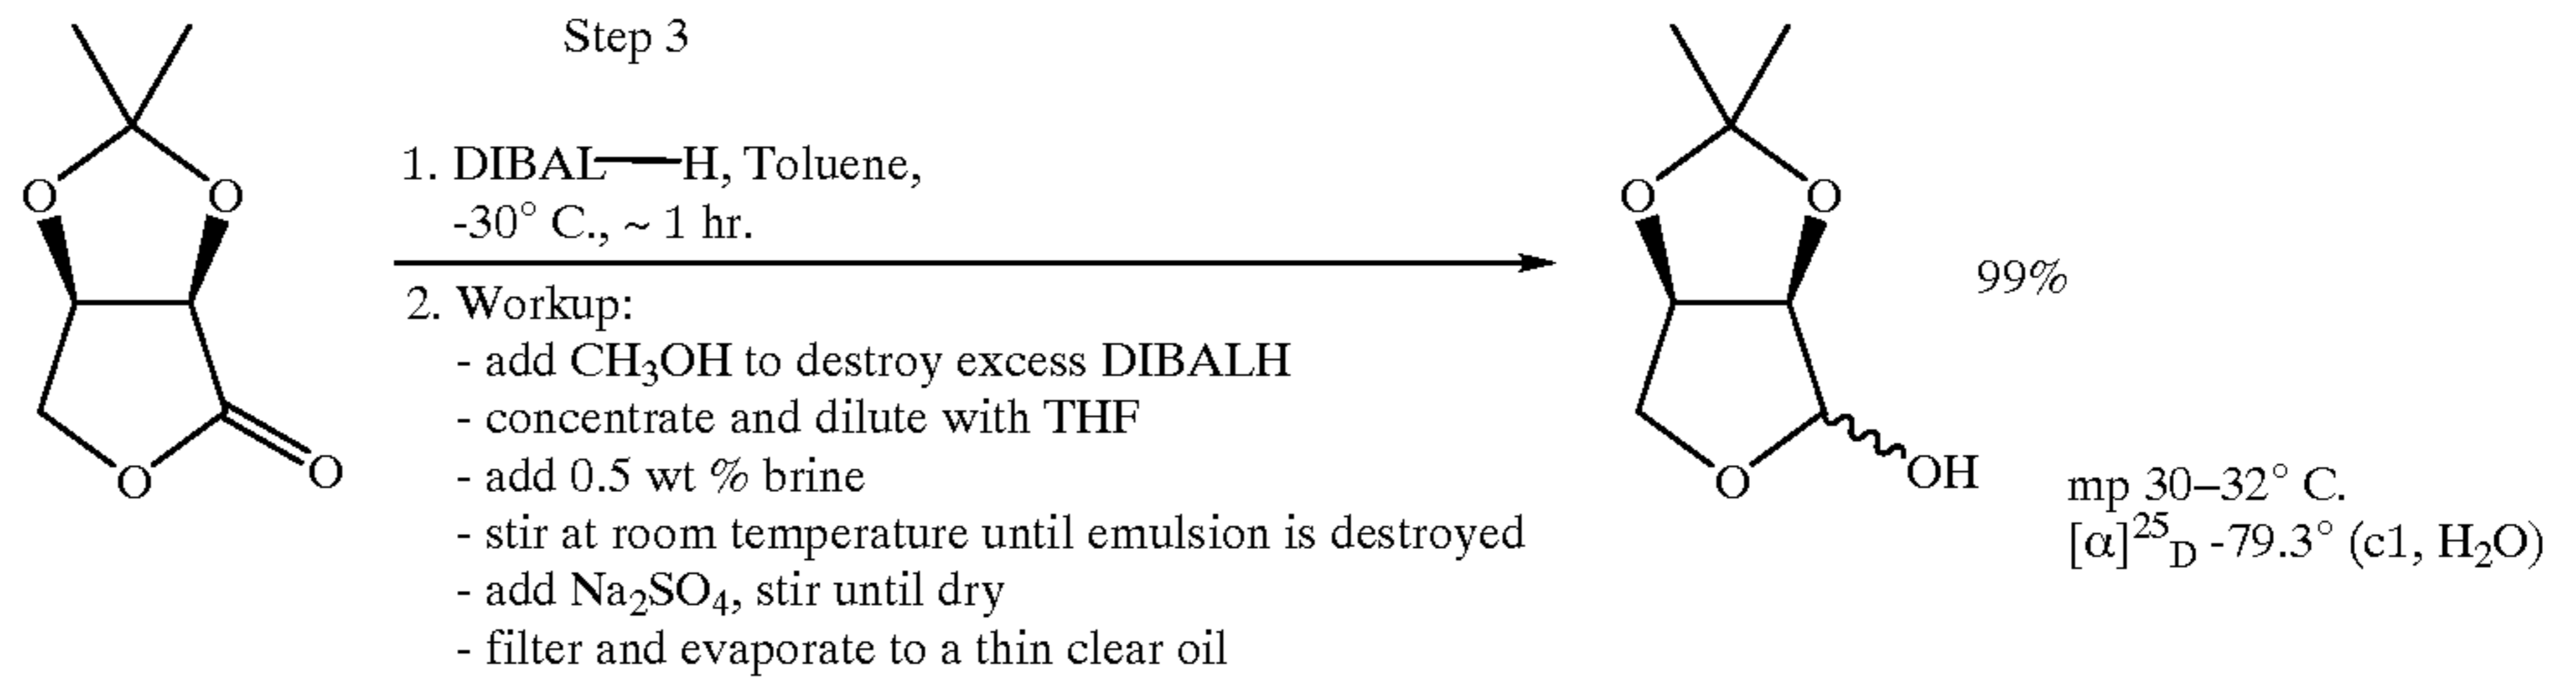 Step 3
O O
O
O
1. DIBAL—H, Toluene,
-30° C., ~ 1 hr.
2. Workup:
- add CH₃OH to destroy excess DIBALH
- concentrate and dilute with THF
- add 0.5 wt % brine
- stir at room temperature until emulsion is destroyed
- add Na₂SO₄, stir until dry
- filter and evaporate to a thin clear oil
O O
O
OH
99%
mp 30–32° C.
[α]²⁵D -79.3° (c1, H₂O)